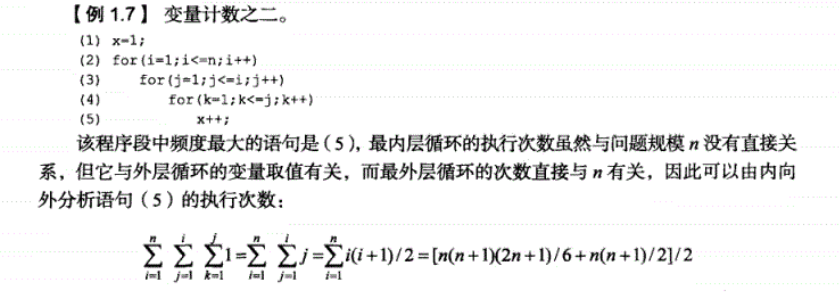 【例 1.7】 变量计数之二。
(1) x=1;
(2) for(i=1;i<=n;i++)
(3) for(j=1;j<=i;j++)
(4) for(k=1;k<=j;k++)
(5) x++;
该程序段中频度最大的语句是（5），最内层循环的执行次数虽然与问题规模 n 没有直接关
系，但它与外层循环的变量取值有关，而最外层循环的次数直接与 n 有关，因此可以由内向
外分析语句（5）的执行次数：
∑_{i=1}^{n} ∑_{j=1}^{i} ∑_{k=1}^{j} 1=∑_{i=1}^{n} ∑_{j=1}^{i} j=∑_{i=1}^{n} i(i+1)/2=[n(n+1)(2n+1)/6+n(n+1)/2]/2